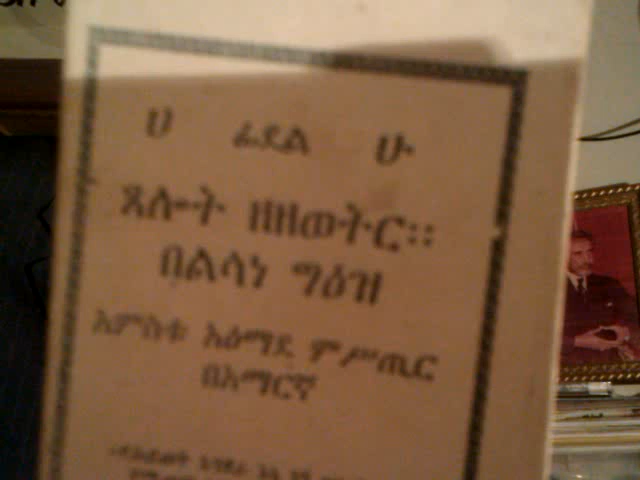 ሀ ፊደል ሁ
ጸሎት ዘዘወትር፡፡
በልሳነ ግዕዝ
አምስቱ አዕማደ ምሥጢር
በአማርኛ